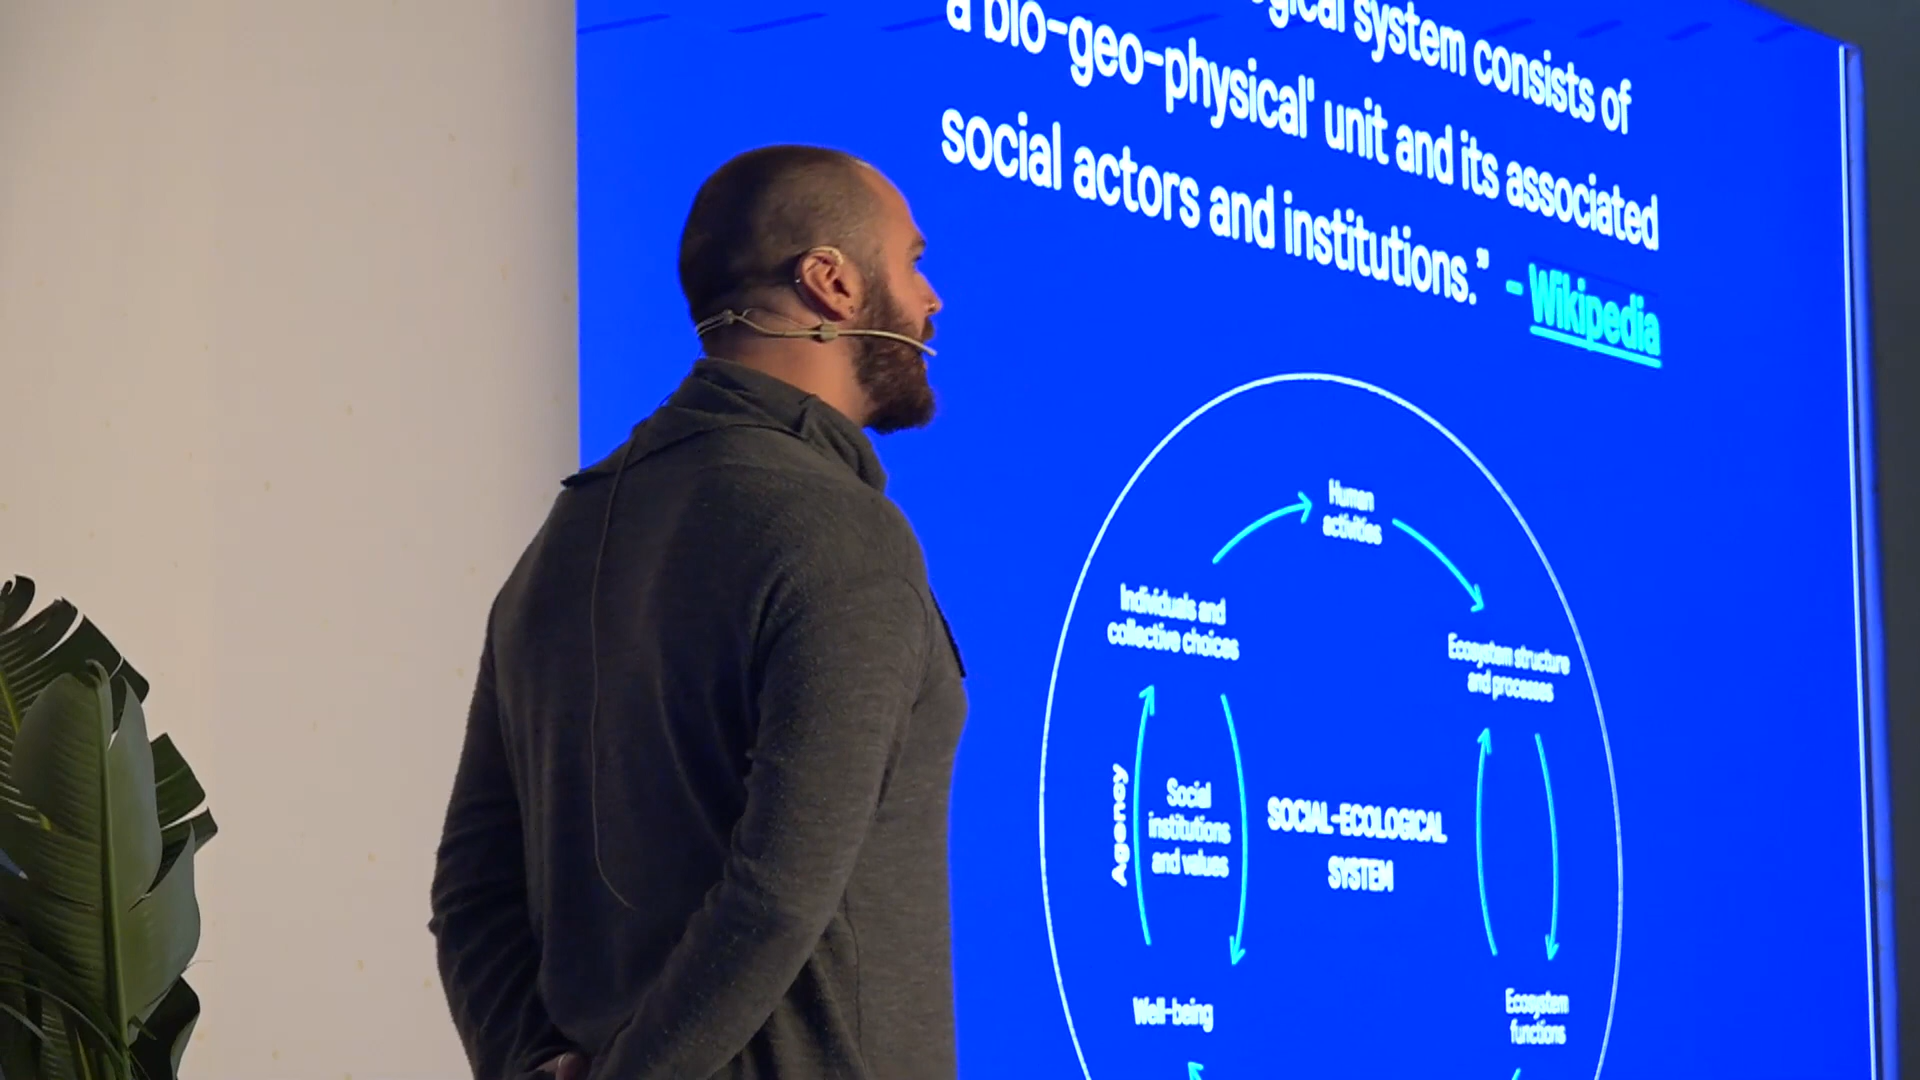 system consists of
a bio-geo-physical' unit and its associated
social actors and institutions.” - Wikipedia
Human
activities
Individuals and
collective choices
Ecosystem structure
and processes
Agency
Social
institutions
and values
SOCIAL-ECOLOGICAL
SYSTEM
Well-being
Ecosystem
functions